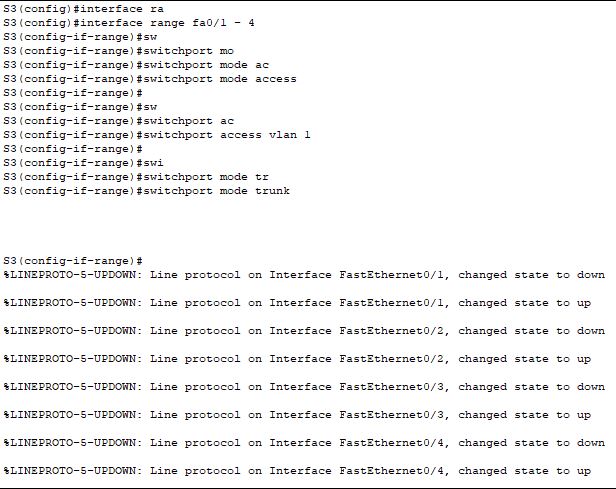 S3(config)#interface ra
S3(config)#interface range fa0/1 - 4
S3(config-if-range)#sw
S3(config-if-range)#switchport mo
S3(config-if-range)#switchport mode ac
S3(config-if-range)#switchport mode access
S3(config-if-range)#
S3(config-if-range)#sw
S3(config-if-range)#switchport ac
S3(config-if-range)#switchport access vlan 1
S3(config-if-range)#
S3(config-if-range)#swi
S3(config-if-range)#switchport mode tr
S3(config-if-range)#switchport mode trunk
S3(config-if-range)#
%LINEPROTO-5-UPDOWN: Line protocol on Interface FastEthernet0/1, changed state to down
%LINEPROTO-5-UPDOWN: Line protocol on Interface FastEthernet0/1, changed state to up
%LINEPROTO-5-UPDOWN: Line protocol on Interface FastEthernet0/2, changed state to down
%LINEPROTO-5-UPDOWN: Line protocol on Interface FastEthernet0/2, changed state to up
%LINEPROTO-5-UPDOWN: Line protocol on Interface FastEthernet0/3, changed state to down
%LINEPROTO-5-UPDOWN: Line protocol on Interface FastEthernet0/3, changed state to up
%LINEPROTO-5-UPDOWN: Line protocol on Interface FastEthernet0/4, changed state to down
%LINEPROTO-5-UPDOWN: Line protocol on Interface FastEthernet0/4, changed state to up